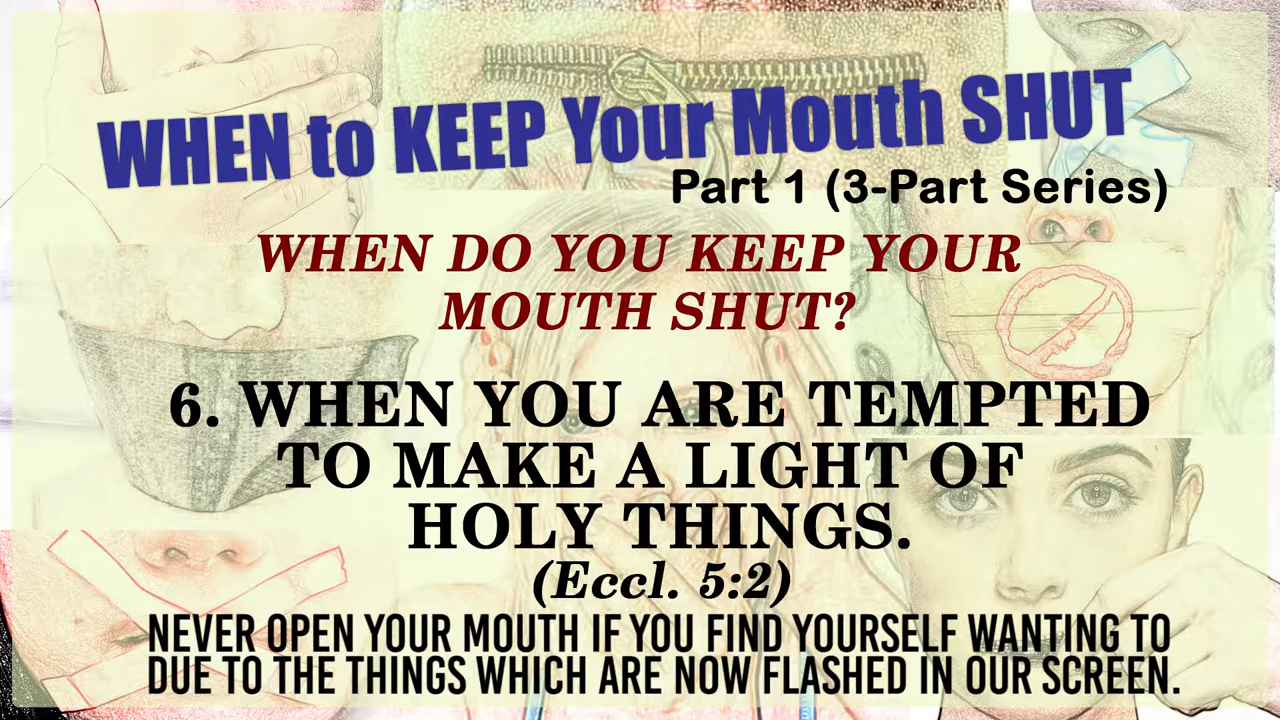 WHEN to KEEP Your Mouth SHUT
Part 1 (3-Part Series)
WHEN DO YOU KEEP YOUR
MOUTH SHUT?
6. WHEN YOU ARE TEMPTED
TO MAKE A LIGHT OF
HOLY THINGS.
(Eccl. 5:2)
NEVER OPEN YOUR MOUTH IF YOU FIND YOURSELF WANTING TO
DUE TO THE THINGS WHICH ARE NOW FLASHED IN OUR SCREEN.